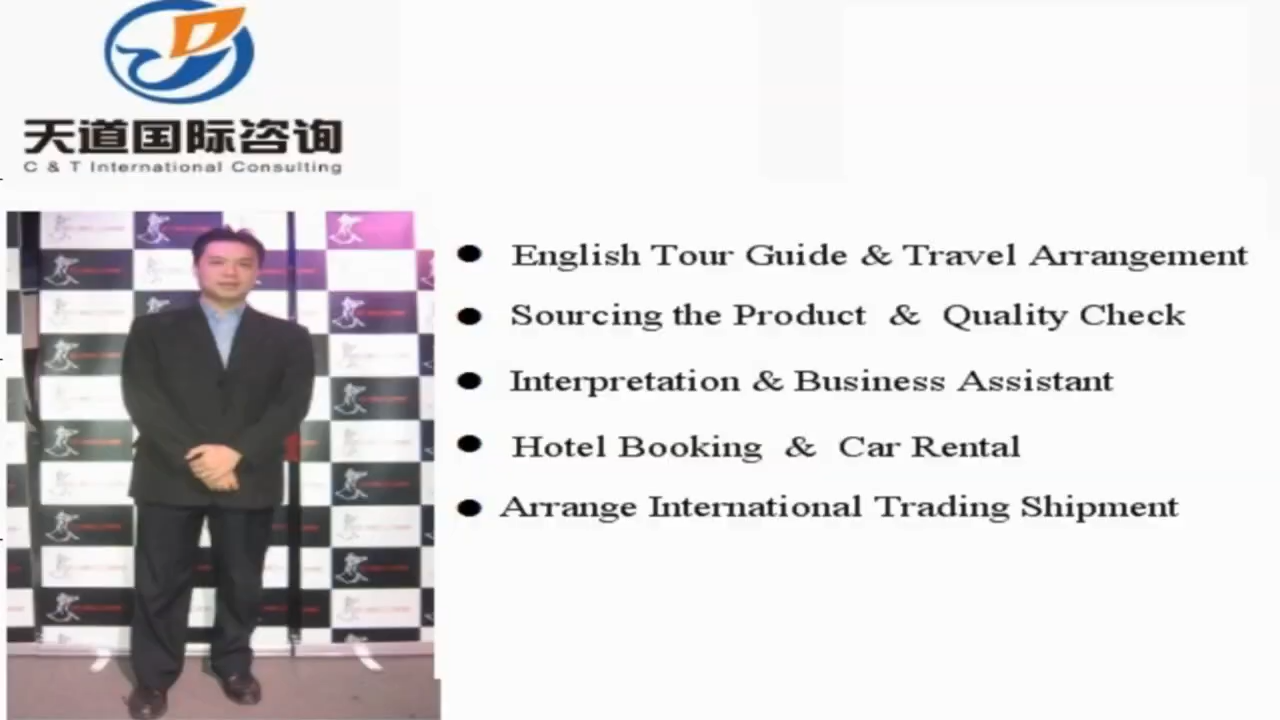 天道国际咨询
C & T International Consulting
English Tour Guide & Travel Arrangement
Sourcing the Product & Quality Check
Interpretation & Business Assistant
Hotel Booking & Car Rental
Arrange International Trading Shipment